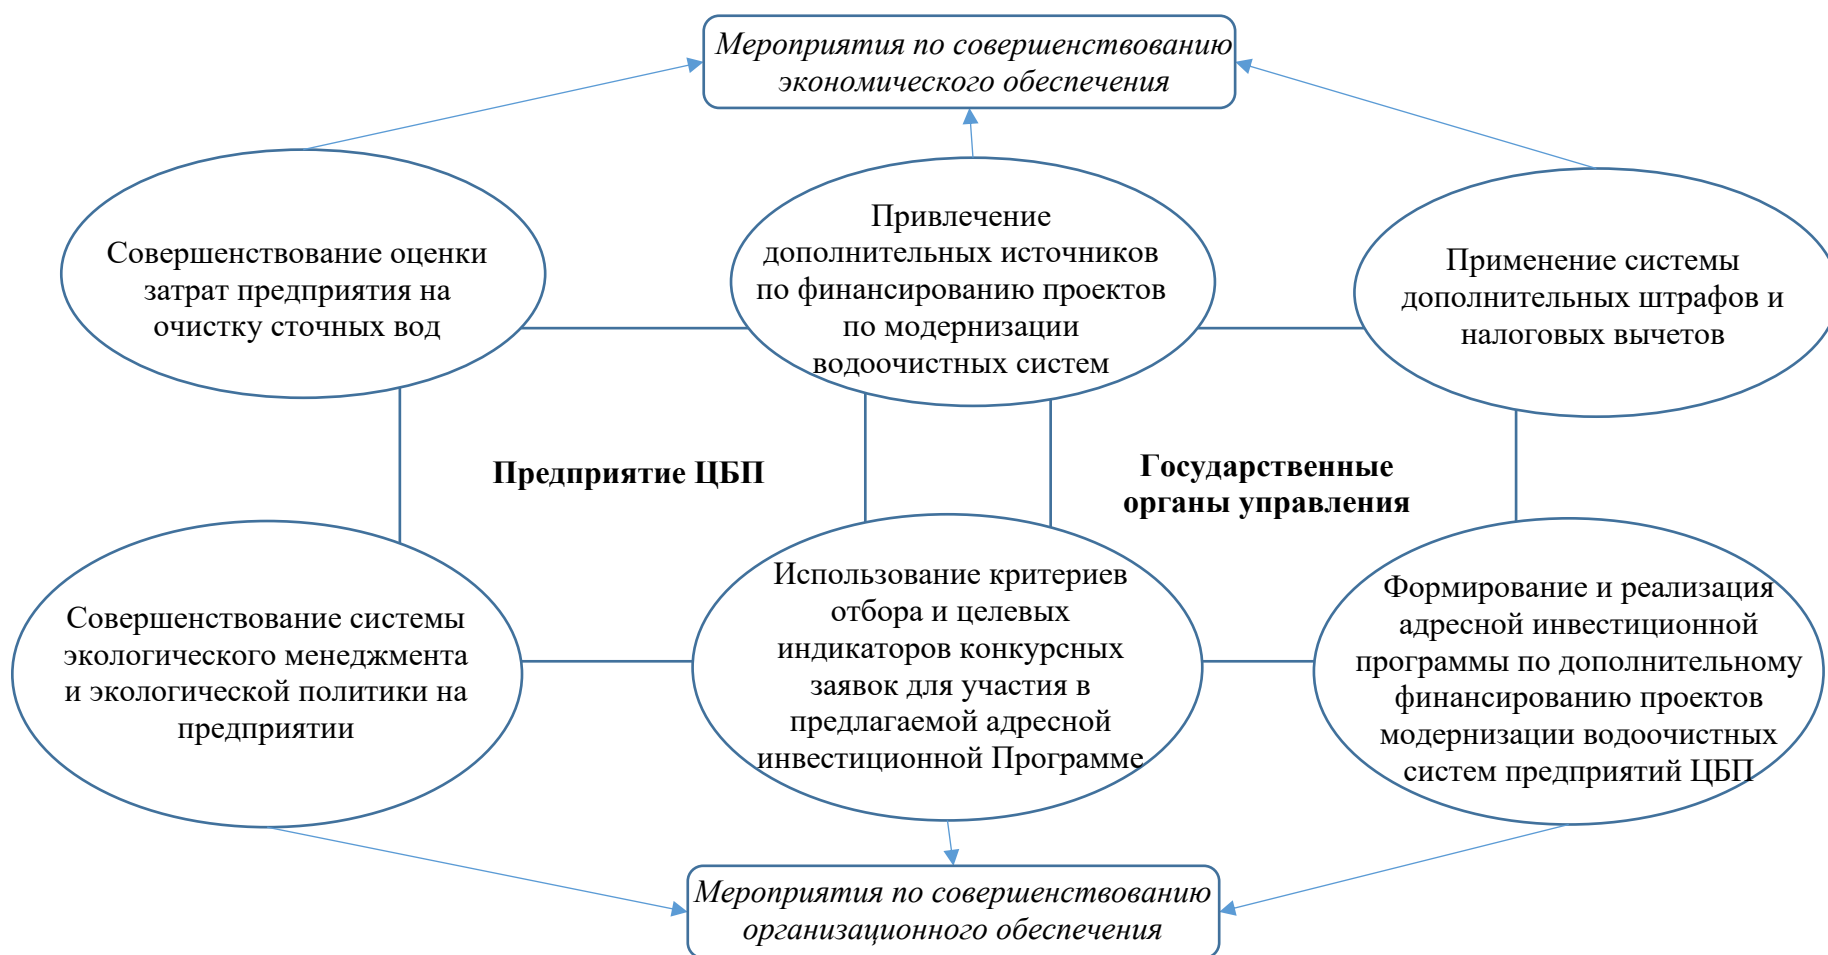 Мероприятия по совершенствованию
экономического обеспечения
Совершенствование оценки
затрат предприятия на
очистку сточных вод
Привлечение
дополнительных источников
по финансированию проектов
по модернизации
водоочистных систем
Применение системы
дополнительных штрафов и
налоговых вычетов
Предприятие ЦБП
Государственные
органы управления
Совершенствование системы
экологического менеджмента
и экологической политики на
предприятии
Использование критериев
отбора и целевых
индикаторов конкурсных
заявок для участия в
предлагаемой адресной
инвестиционной Программе
Формирование и реализация
адресной инвестиционной
программы по дополнительному
финансированию проектов
модернизации водоочистных
систем предприятий ЦБП
Мероприятия по совершенствованию
организационного обеспечения